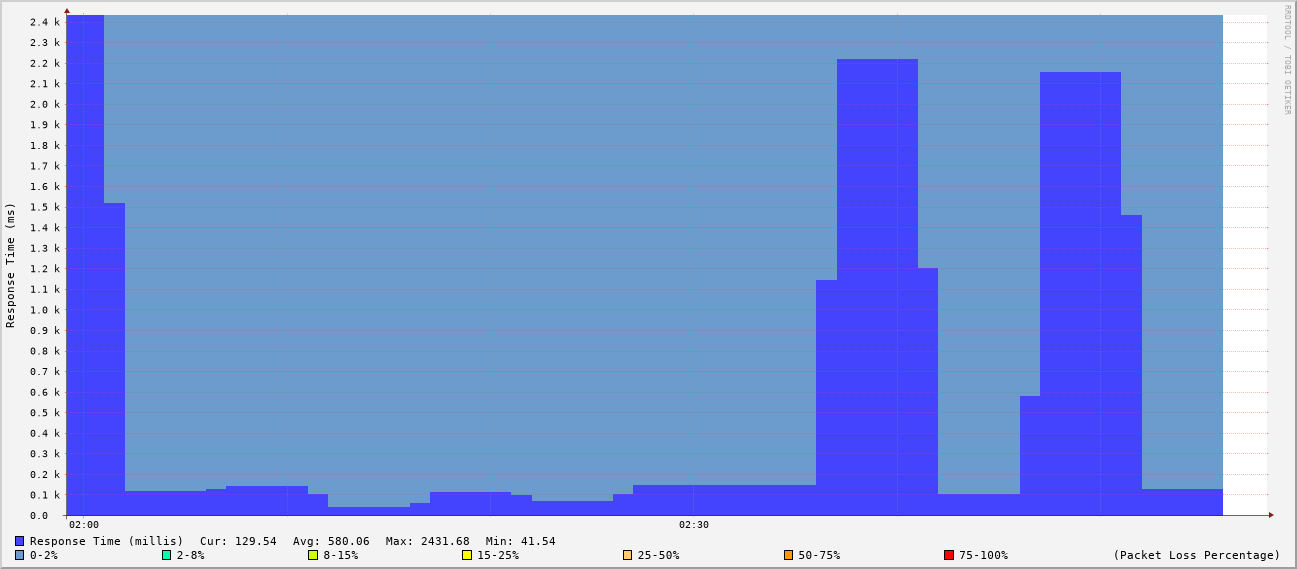 RRDTOOL / TOBI OETIKER
Response Time (ms)
2.4 k
2.3 k
2.2 k
2.1 k
2.0 k
1.9 k
1.8 k
1.7 k
1.6 k
1.5 k
1.4 k
1.3 k
1.2 k
1.1 k
1.0 k
0.9 k
0.8 k
0.7 k
0.6 k
0.5 k
0.4 k
0.3 k
0.2 k
0.1 k
0.0
02:00 02:30
Response Time (millis) Cur: 129.54 Avg: 580.06 Max: 2431.68 Min: 41.54
0-2% 2-8% 8-15% 15-25% 25-50% 50-75% 75-100% (Packet Loss Percentage)